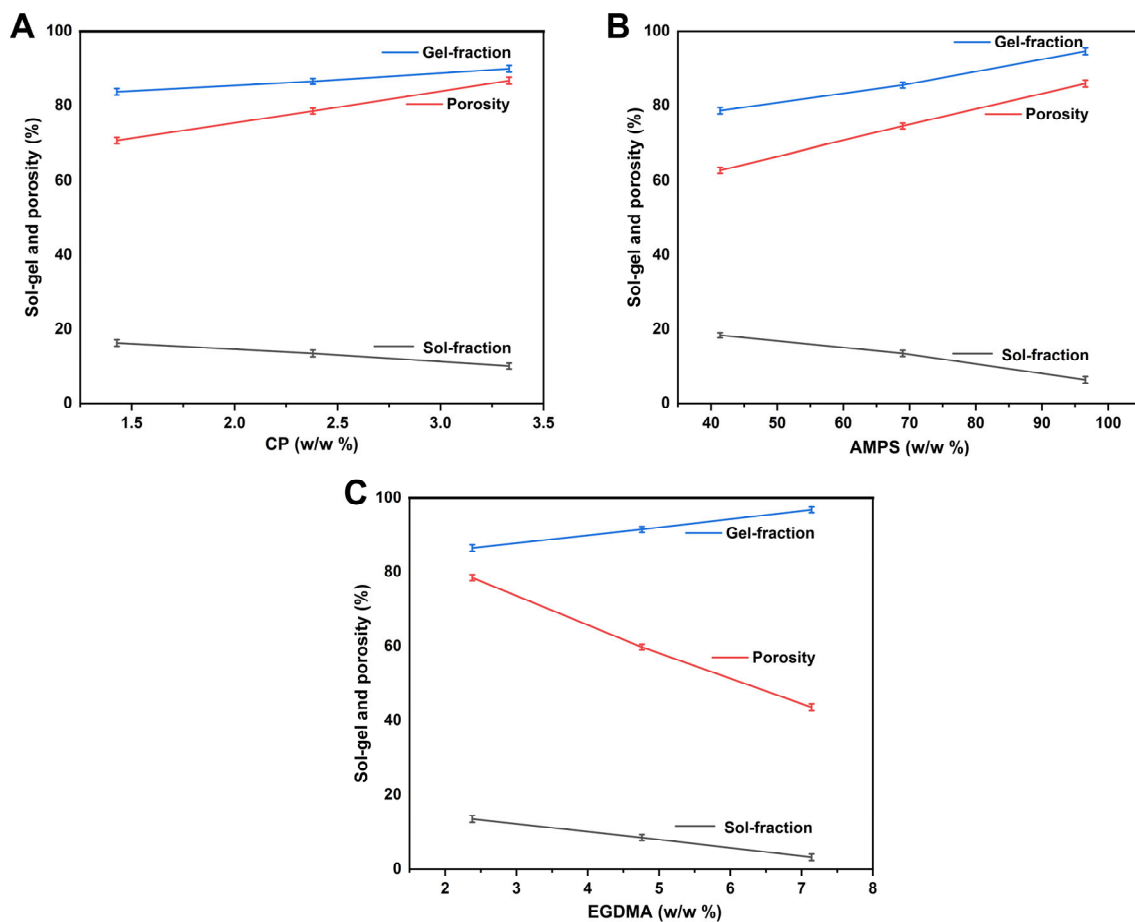 A
Sol-gel and porosity (%)
100
80
60
40
20
0
Gel-fraction
Porosity
Sol-fraction
1.5 2.0 2.5 3.0 3.5
CP (w/w %)
B
Sol-gel and porosity (%)
100
80
60
40
20
0
Gel-fraction
Porosity
Sol-fraction
40 50 60 70 80 90 100
AMPS (w/w %)
C
Sol-gel and porosity (%)
100
80
60
40
20
0
Gel-fraction
Porosity
Sol-fraction
2 3 4 5 6 7 8
EGDMA (w/w %)